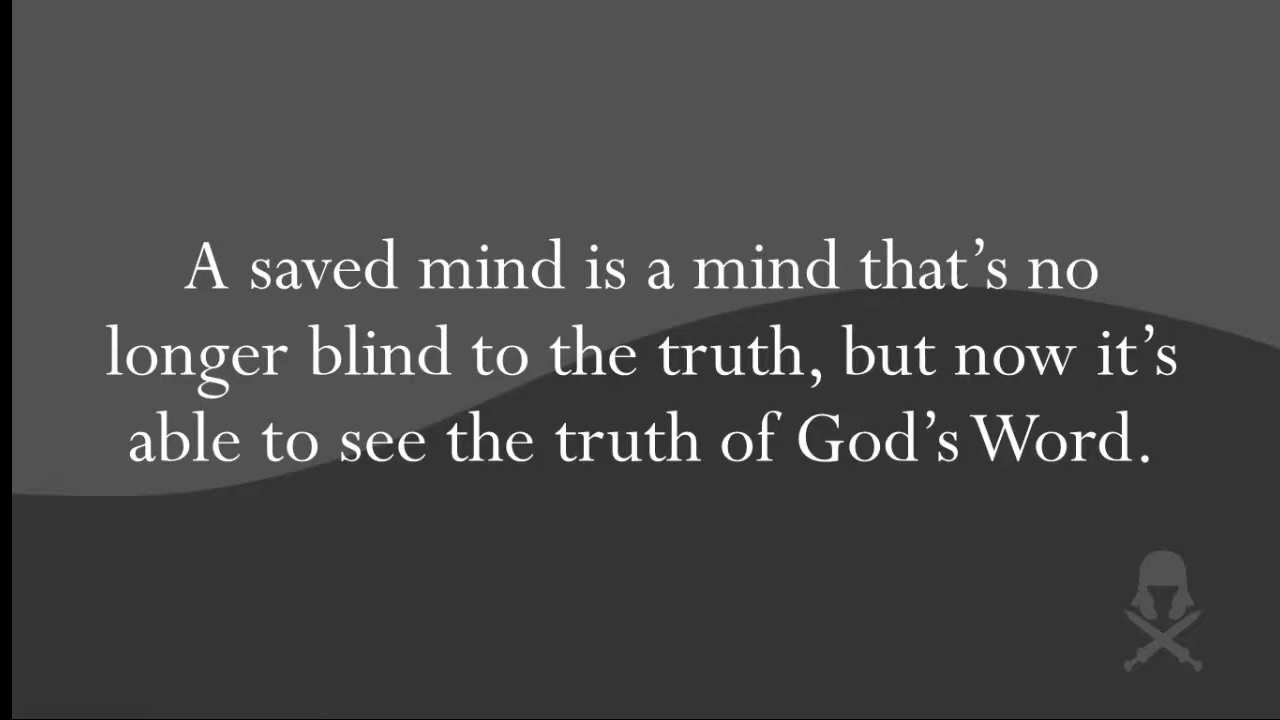 A saved mind is a mind that’s no
longer blind to the truth, but now it’s
able to see the truth of God’s Word.